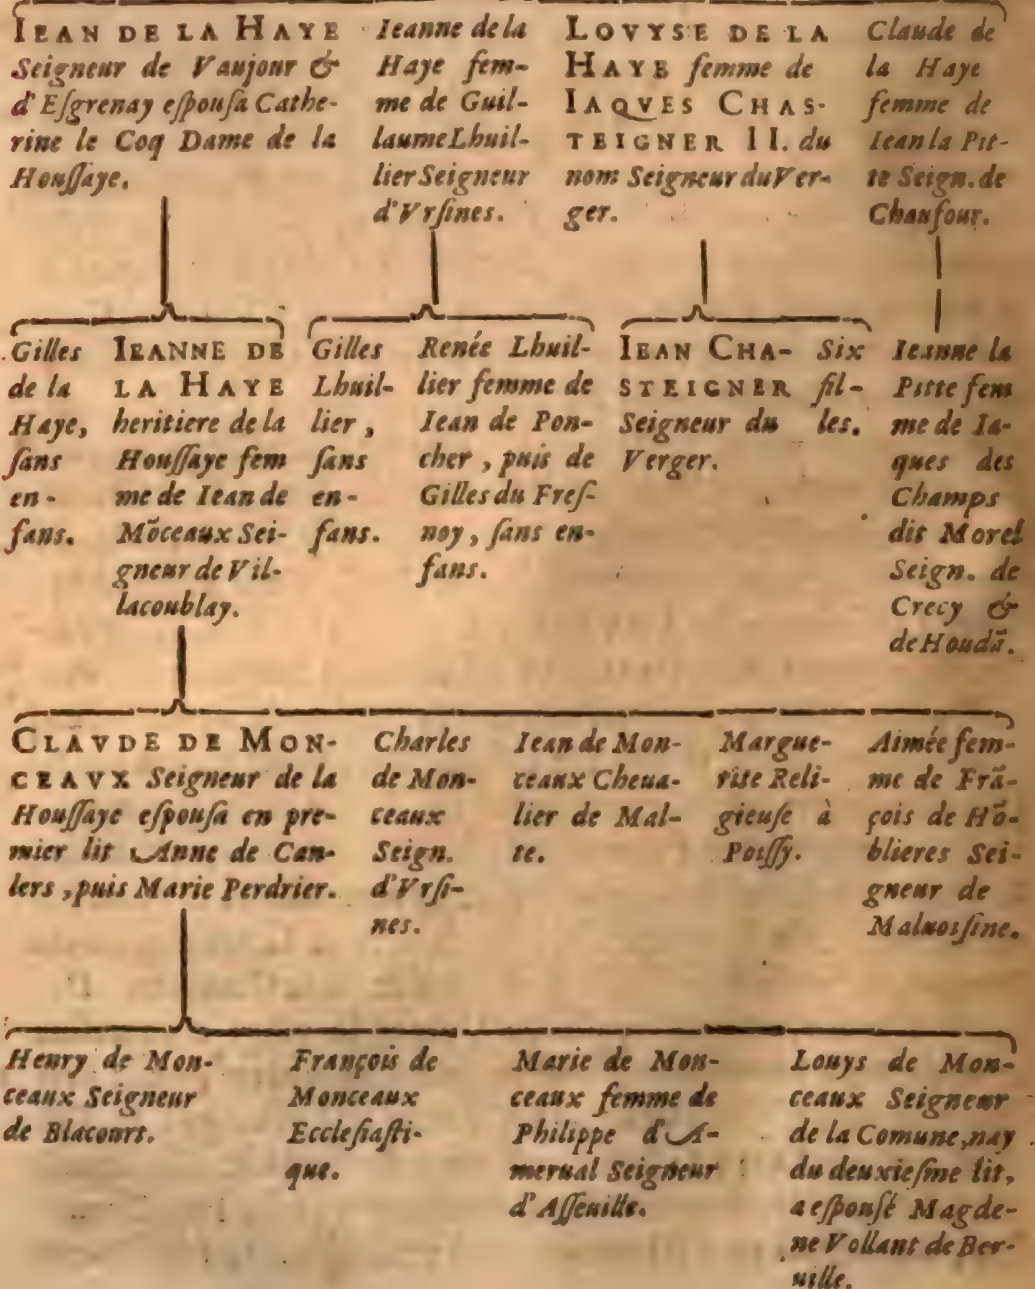 IEAN DE LA HAYE
Seigneur de Vaujour &
d'Eſgrenay eſpouſa Cathe-
rine le Coq Dame de la
Houſſaye.
Ieanne de la
Haye fem-
me de Guil-
laume Lhuil-
lier Seigneur
d'Vrſines.
LOVYSE DE LA
HAYE femme de
IAQVES CHAS-
TEIGNER II. du
nom Seigneur du Ver-
ger.
Claude de
la Haye
femme de
Iean la Pit-
te Seign. de
Chaufour.
Gilles
de la
Haye,
ſans
en-
fans.
IEANNE DE
LA HAYE
heritiere de la
Houſſaye fem
me de Iean de
Mõceaux Sei-
gneur de Vil-
lacoublay.
Gilles
Lhuil-
lier,
ſans
en-
fans.
Renée Lhuil-
lier femme de
Iean de Pon-
cher, puis de
Gilles du Freſ-
noy, ſans en-
fans.
IEAN CHA-
STEIGNER
Seigneur du
Verger.
Six
fil-
les.
Ieanne la
Pitte fem
me de Ia-
ques des
Champs
dit Morel
Seign. de
Crecy &
de Houdã.
CLAVDE DE MON-
CEAVX Seigneur de la
Houſſaye eſpouſa en pre-
mier lit Anne de Can-
lers, puis Marie Perdrier.
Charles
de Mon-
ceaux
Seign.
d'Vrſi-
nes.
Iean de Mon-
ceaux Cheua-
lier de Mal-
te.
Margue-
rite Reli-
gieuſe à
Poiſſy.
Aimée fem-
me de Frã-
çois de Hõ-
blieres Sei-
gneur de
Maluoiſine.
Henry de Mon-
ceaux Seigneur
de Blacourt.
François de
Monceaux
Eccleſiaſti-
que.
Marie de Mon-
ceaux femme de
Philippe d'A-
merual Seigneur
d'Aſſeuille.
Louys de Mon-
ceaux Seigneur
de la Comune, nay
du deuxieſme lit,
a eſpouſé Magde-
ne Vollant de Ber-
uille.